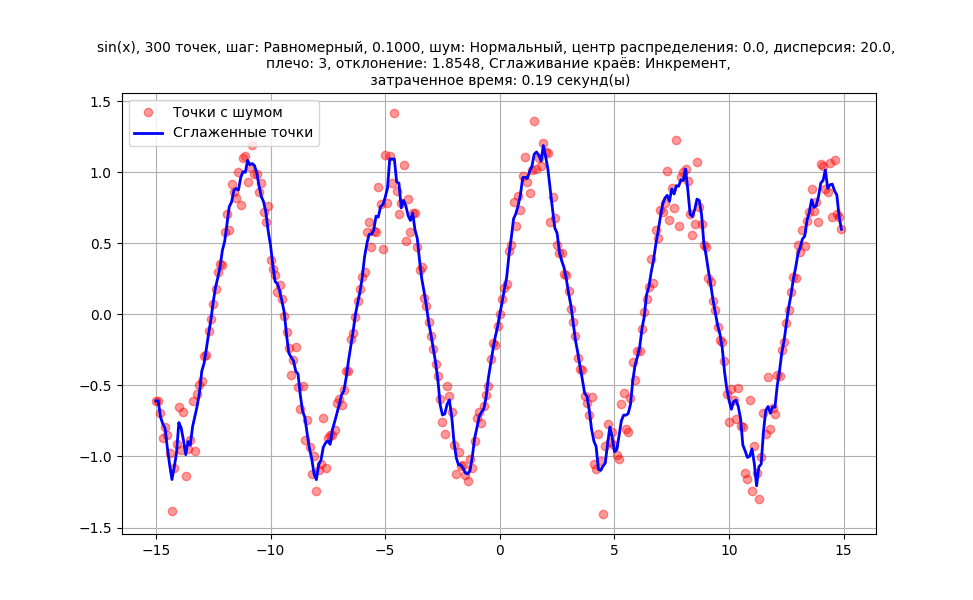 sin(x), 300 точек, шаг: Равномерный, 0.1000, шум: Нормальный, центр распределения: 0.0, дисперсия: 20.0,
плечо: 3, отклонение: 1.8548, Сглаживание краёв: Инкремент,
затраченное время: 0.19 секунд(ы)
Точки с шумом
Сглаженные точки
1.5
1.0
0.5
0.0
−0.5
−1.0
−1.5
−15
−10
−5
0
5
10
15